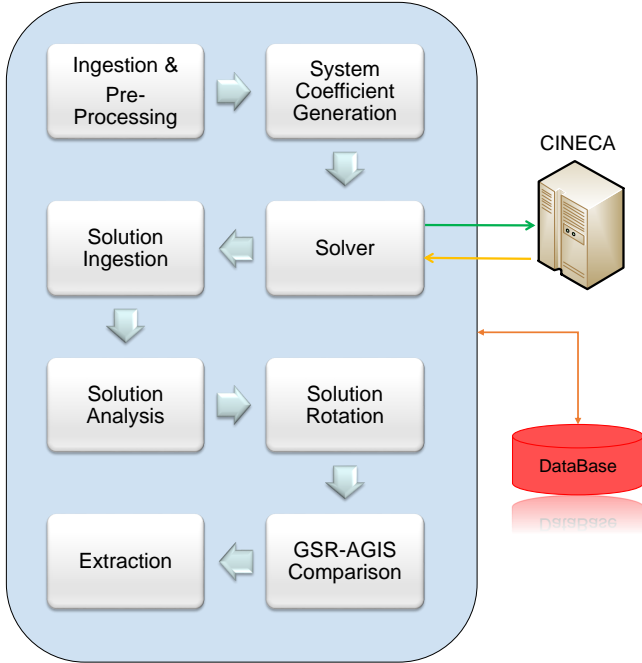 Ingestion &
Pre-
Processing
System
Coefficient
Generation
CINECA
Solution
Ingestion
Solver
Solution
Analysis
Solution
Rotation
DataBase
DataBase
Extraction
GSR-AGIS
Comparison